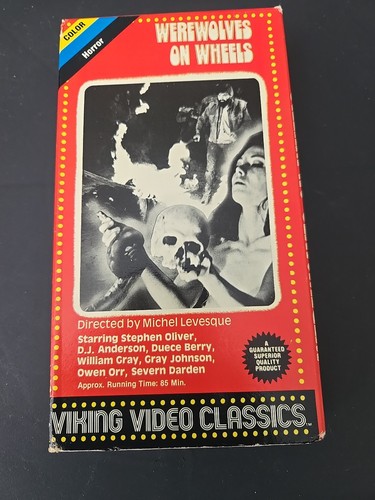 COLOR
Horror
WEREWOLVES
ON WHEELS
Directed by Michel Levesque
Starring Stephen Oliver,
D.J. Anderson, Duece Berry,
William Gray, Gray Johnson,
Owen Orr, Severn Darden
Approx. Running Time: 85 Min.
A
GUARANTEED
SUPERIOR
QUALITY
PRODUCT
VIKING VIDEO CLASSICS™